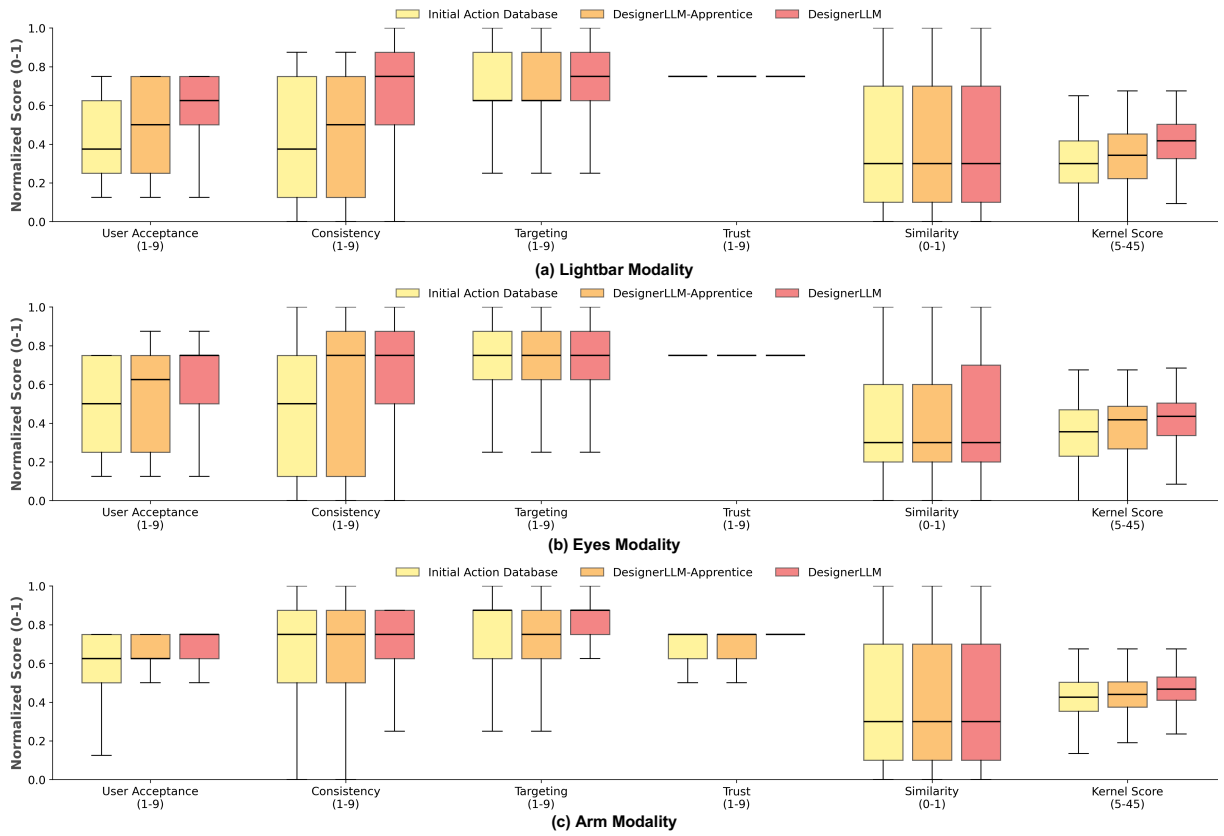 Initial Action Database DesignerLLM-Apprentice DesignerLLM
Normalized Score (0-1)
1.0
0.8
0.6
0.4
0.2
0.0
User Acceptance Consistency Targeting Trust Similarity Kernel Score
(1-9) (1-9) (1-9) (1-9) (0-1) (5-45)
(a) Lightbar Modality
Initial Action Database DesignerLLM-Apprentice DesignerLLM
Normalized Score (0-1)
1.0
0.8
0.6
0.4
0.2
0.0
User Acceptance Consistency Targeting Trust Similarity Kernel Score
(1-9) (1-9) (1-9) (1-9) (0-1) (5-45)
(b) Eyes Modality
Initial Action Database DesignerLLM-Apprentice DesignerLLM
Normalized Score (0-1)
1.0
0.8
0.6
0.4
0.2
0.0
User Acceptance Consistency Targeting Trust Similarity Kernel Score
(1-9) (1-9) (1-9) (1-9) (0-1) (5-45)
(c) Arm Modality